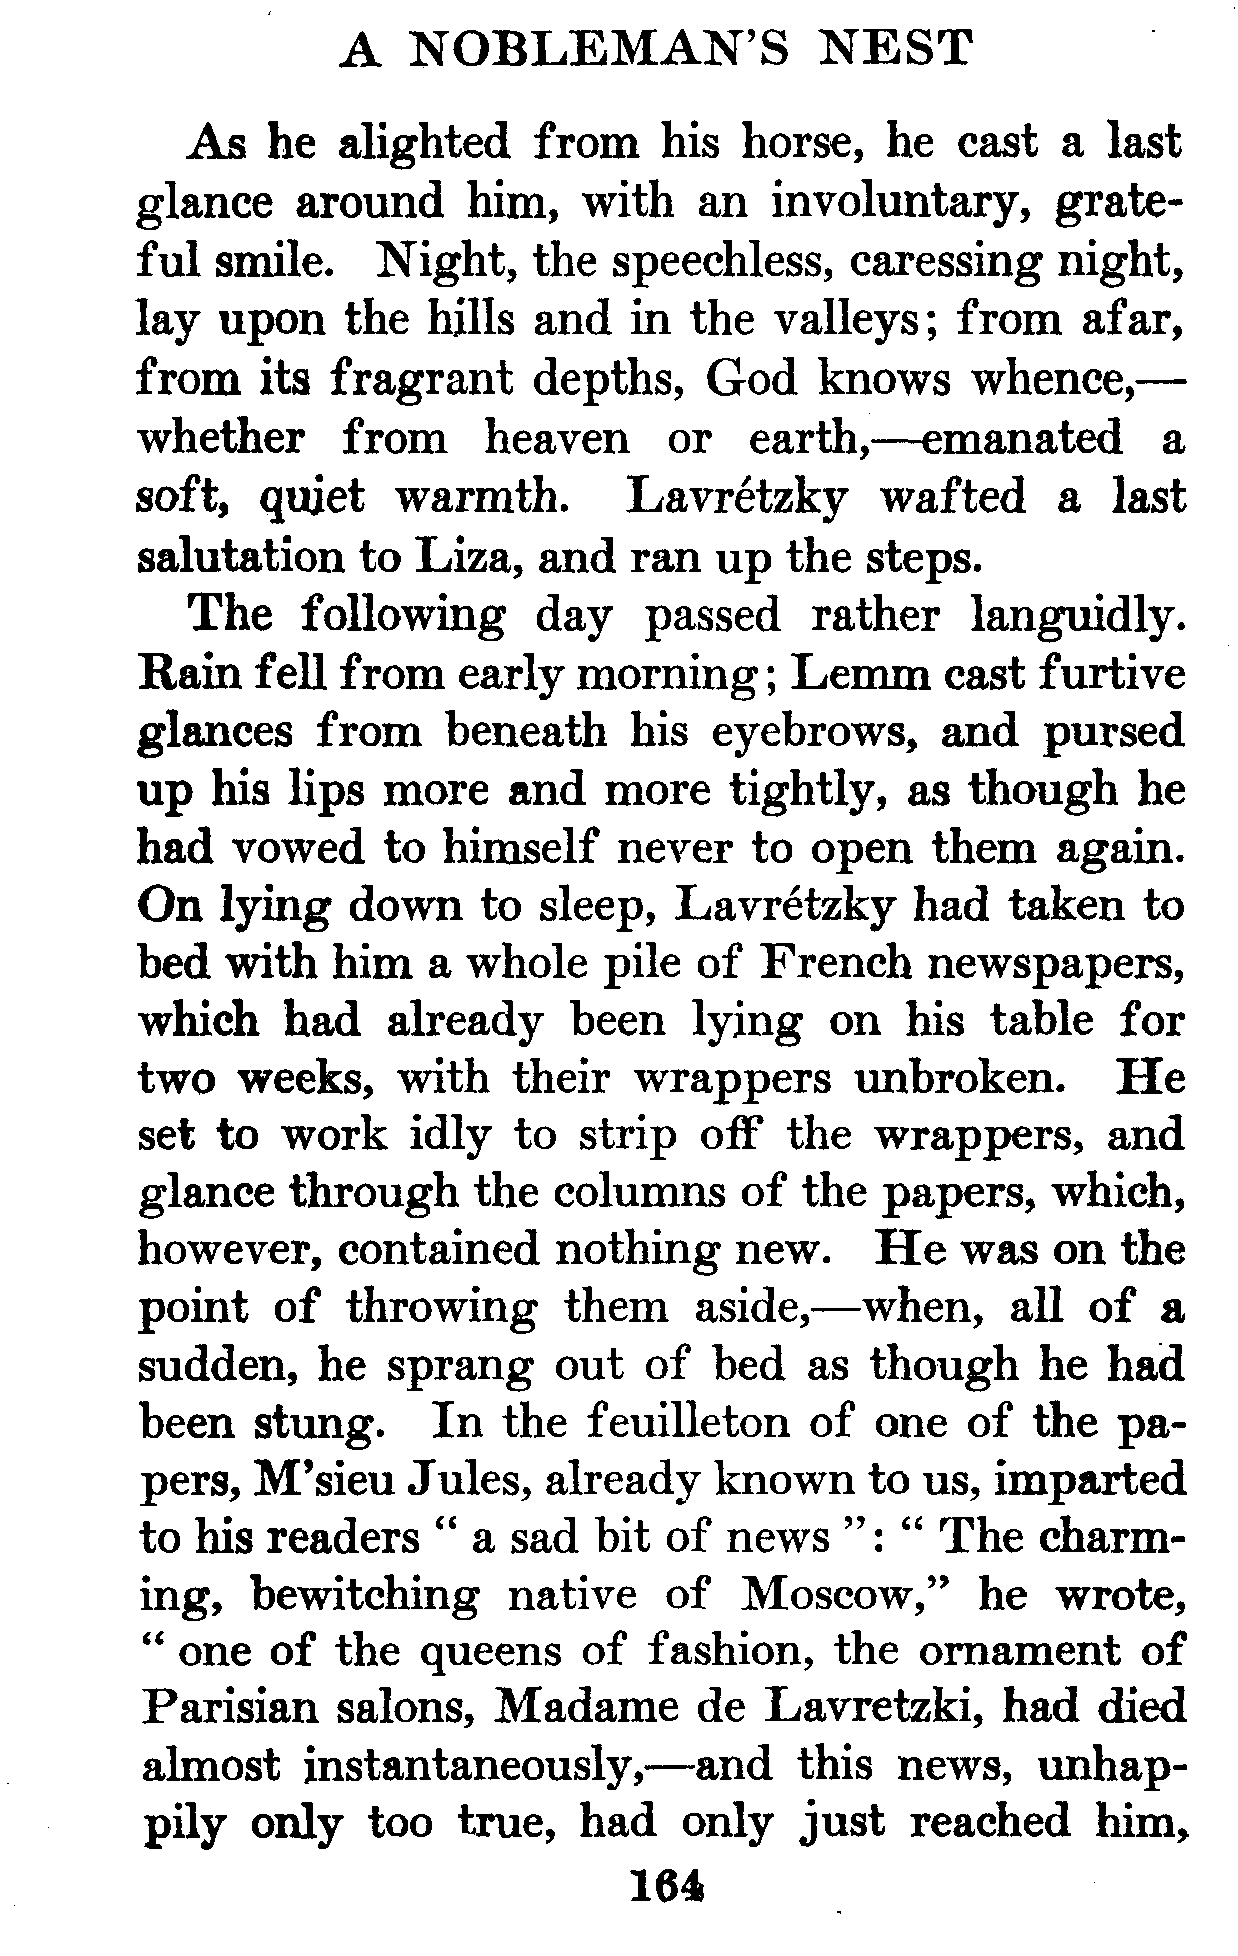 A NOBLEMAN'S NEST
As he alighted from his horse, he cast a last
glance around him, with an involuntary, grate-
ful smile. Night, the speechless, caressing night,
lay upon the hills and in the valleys; from afar,
from its fragrant depths, God knows whence,—
whether from heaven or earth,—emanated a
soft, quiet warmth. Lavrétzky wafted a last
salutation to Liza, and ran up the steps.
The following day passed rather languidly.
Rain fell from early morning; Lemm cast furtive
glances from beneath his eyebrows, and pursed
up his lips more and more tightly, as though he
had vowed to himself never to open them again.
On lying down to sleep, Lavrétzky had taken to
bed with him a whole pile of French newspapers,
which had already been lying on his table for
two weeks, with their wrappers unbroken. He
set to work idly to strip off the wrappers, and
glance through the columns of the papers, which,
however, contained nothing new. He was on the
point of throwing them aside,—when, all of a
sudden, he sprang out of bed as though he had
been stung. In the feuilleton of one of the pa-
pers, M'sieu Jules, already known to us, imparted
to his readers " a sad bit of news ": " The charm-
ing, bewitching native of Moscow," he wrote,
" one of the queens of fashion, the ornament of
Parisian salons, Madame de Lavretzki, had died
almost instantaneously,—and this news, unhap-
pily only too true, had only just reached him,
164